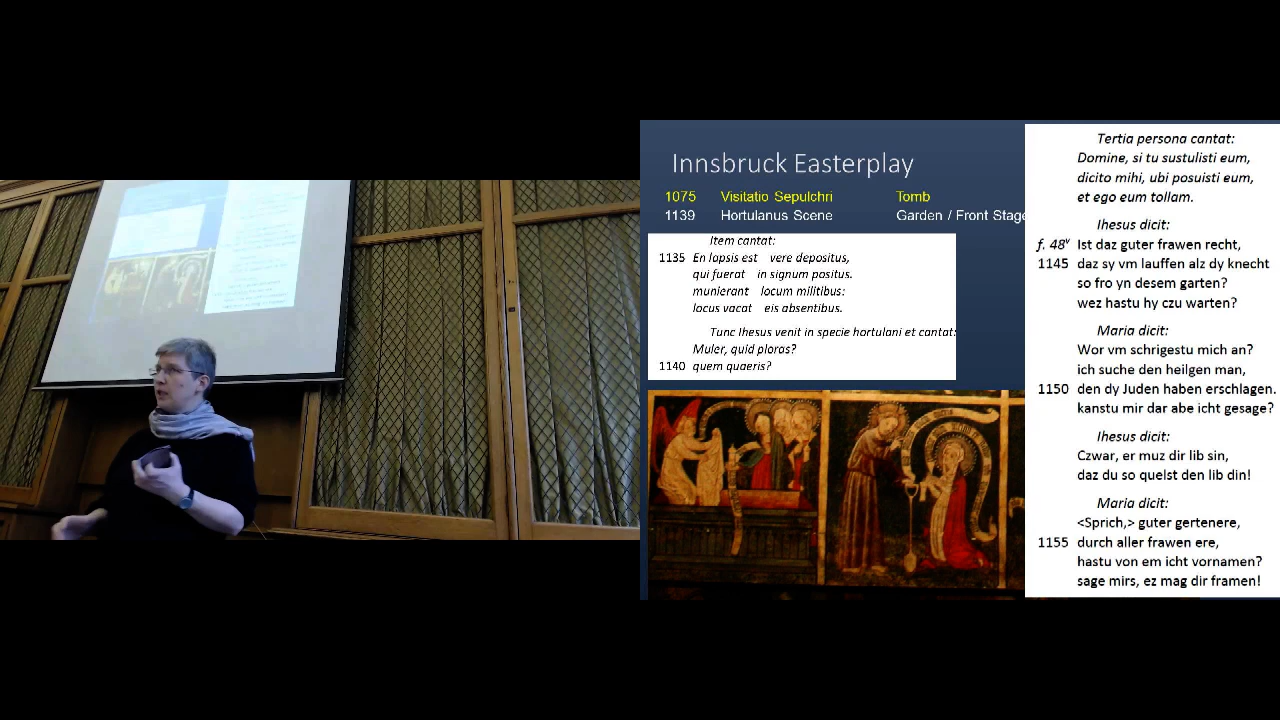 Innsbruck Easterplay
1075 Visitatio Sepulchri Tomb
1139 Hortulanus Scene Garden / Front Stage
Item cantat:
1135 En lapsis est vere depositus,
qui fuerat in signum positus.
munierant locum militibus:
locus vacat eis absentibus.
Tunc Ihesus venit in specie hortulani et cantat:
Muler, quid ploras?
1140 quem quaeris?
Tertia persona cantat:
Domine, si tu sustulisti eum,
dicito mihi, ubi posuisti eum,
et ego eum tollam.
Ihesus dicit:
f. 48v Ist daz guter frawen recht,
1145 daz sy vm lauffen alz dy knecht
so fro yn desem garten?
wez hastu hy czu warten?
Maria dicit:
Wor vm schrigestu mich an?
ich suche den heilgen man,
1150 den dy Juden haben erschlagen.
kanstu mir dar abe icht gesage?
Ihesus dicit:
Czwar, er muz dir lib sin,
daz du so quelst den lib din!
Maria dicit:
<Sprich,> guter gertenere,
1155 durch aller frawen ere,
hastu von em icht vornamen?
sage mirs, ez mag dir framen!